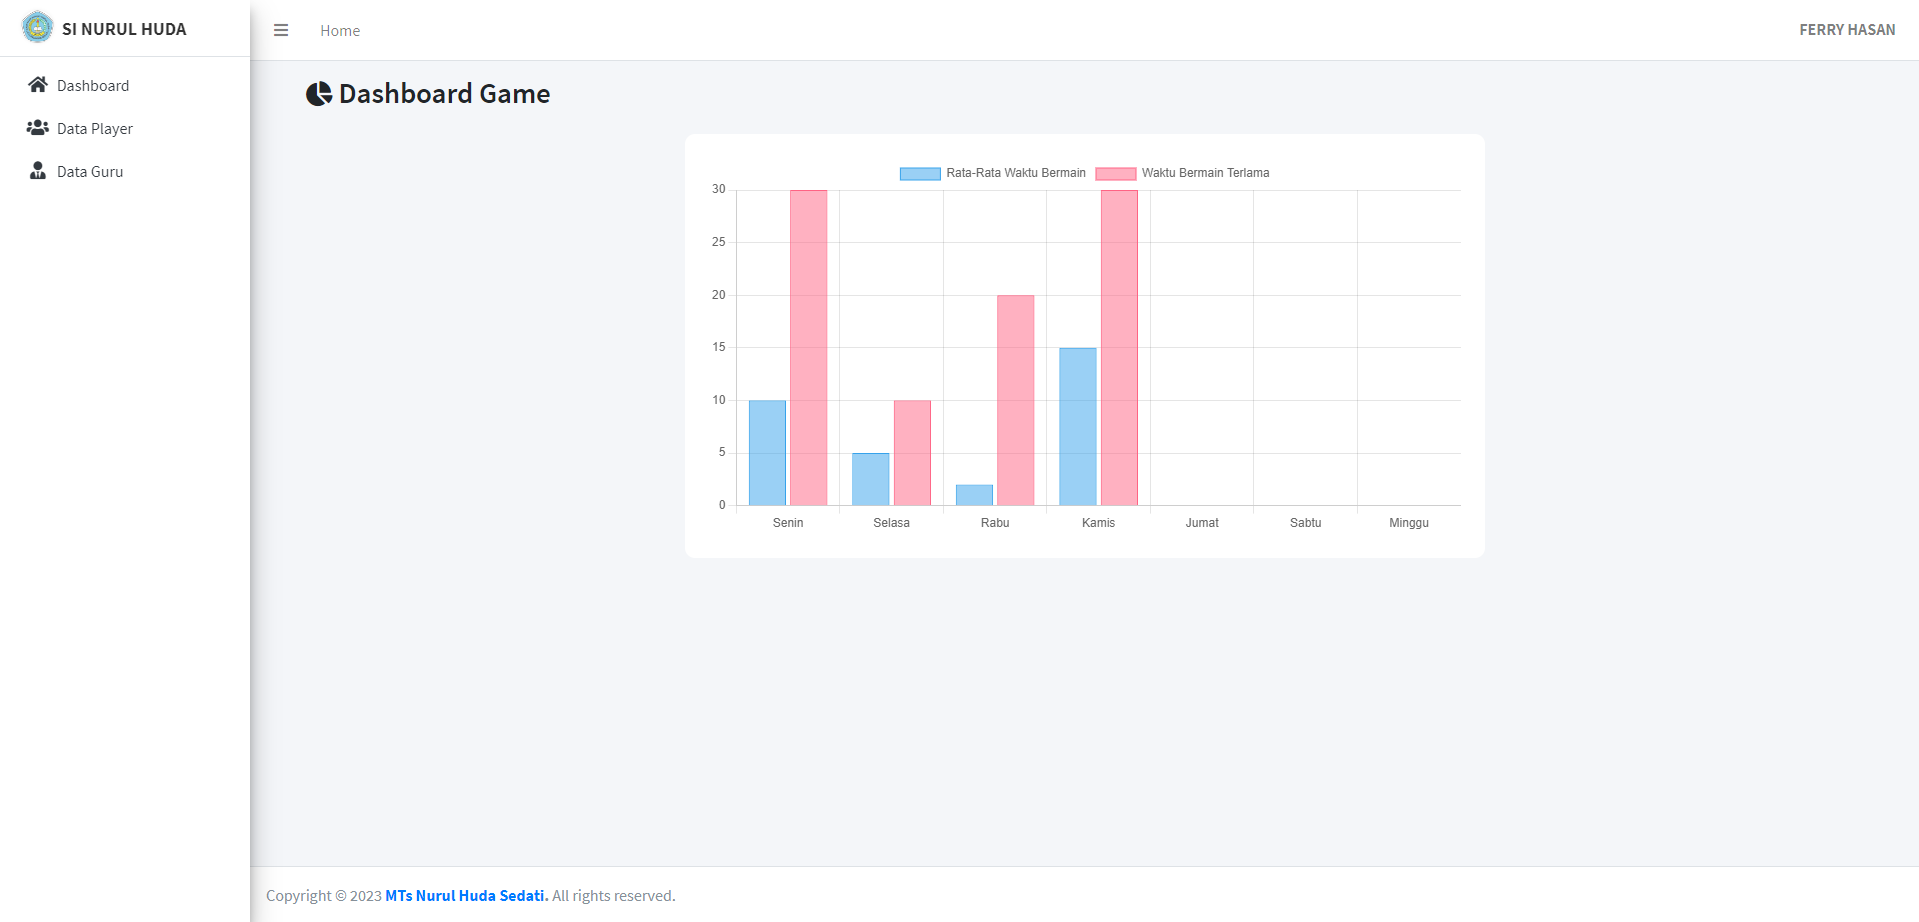 SI NURUL HUDA
Dashboard
Data Player
Data Guru
Home
FERRY HASAN
Dashboard Game
Rata-Rata Waktu Bermain
Waktu Bermain Terlama
30
25
20
15
10
5
0
Senin
Selasa
Rabu
Kamis
Jumat
Sabtu
Minggu
Copyright © 2023 MTs Nurul Huda Sedati. All rights reserved.